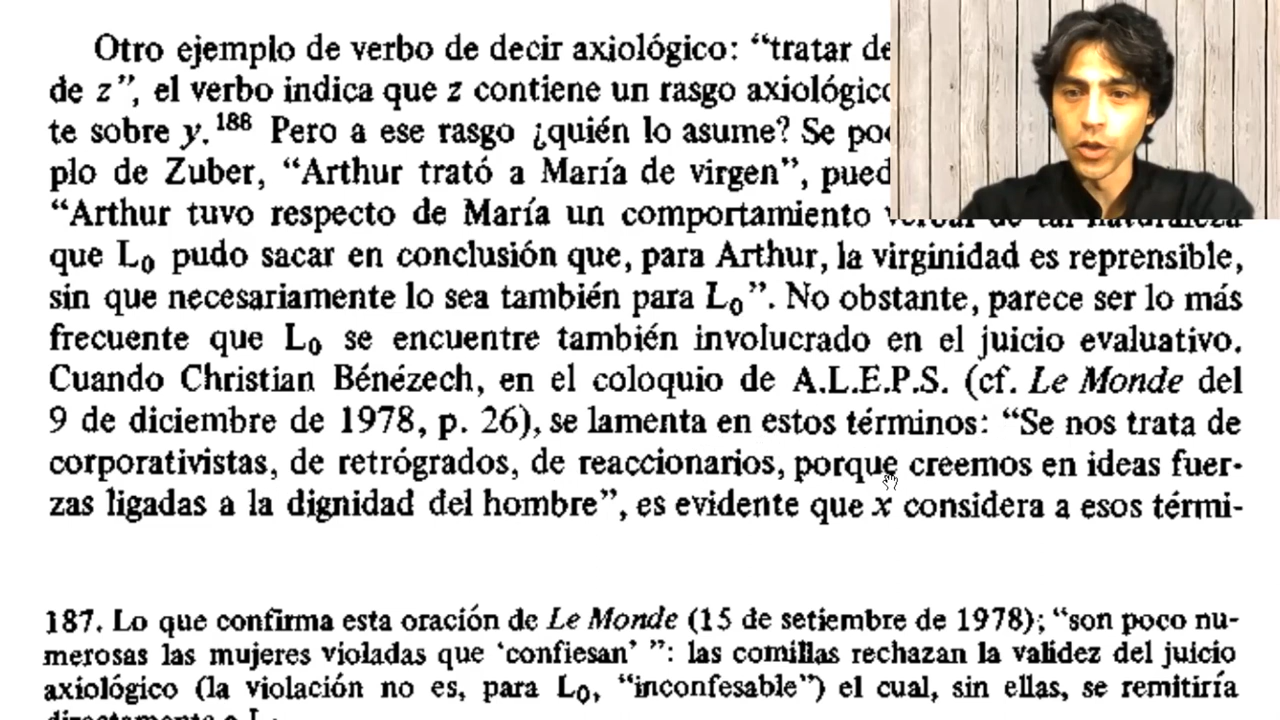 Otro ejemplo de verbo de decir axiológico: “tratar de
de z”, el verbo indica que z contiene un rasgo axiológico
te sobre y.188 Pero a ese rasgo ¿quién lo asume? Se
plo de Zuber, “Arthur trató a María de virgen”,
“Arthur tuvo respecto de María un comportamiento verbal de tal naturaleza
que L0 pudo sacar en conclusión que, para Arthur, la virginidad es reprensible,
sin que necesariamente lo sea también para L0”. No obstante, parece ser lo más
frecuente que L0 se encuentre también involucrado en el juicio evaluativo.
Cuando Christian Bénézech, en el coloquio de A.L.E.P.S. (cf. Le Monde del
9 de diciembre de 1978, p. 26), se lamenta en estos términos: “Se nos trata de
corporativistas, de retrógrados, de reaccionarios, porque creemos en ideas fuer-
zas ligadas a la dignidad del hombre”, es evidente que x considera a esos térmi-
187. Lo que confirma esta oración de Le Monde (15 de setiembre de 1978); “son poco nu-
merosas las mujeres violadas que ‘confiesan’ ”: las comillas rechazan la validez del juicio
axiológico (la violación no es, para L0, “inconfesable”) el cual, sin ellas, se remitiría
directamente a L0